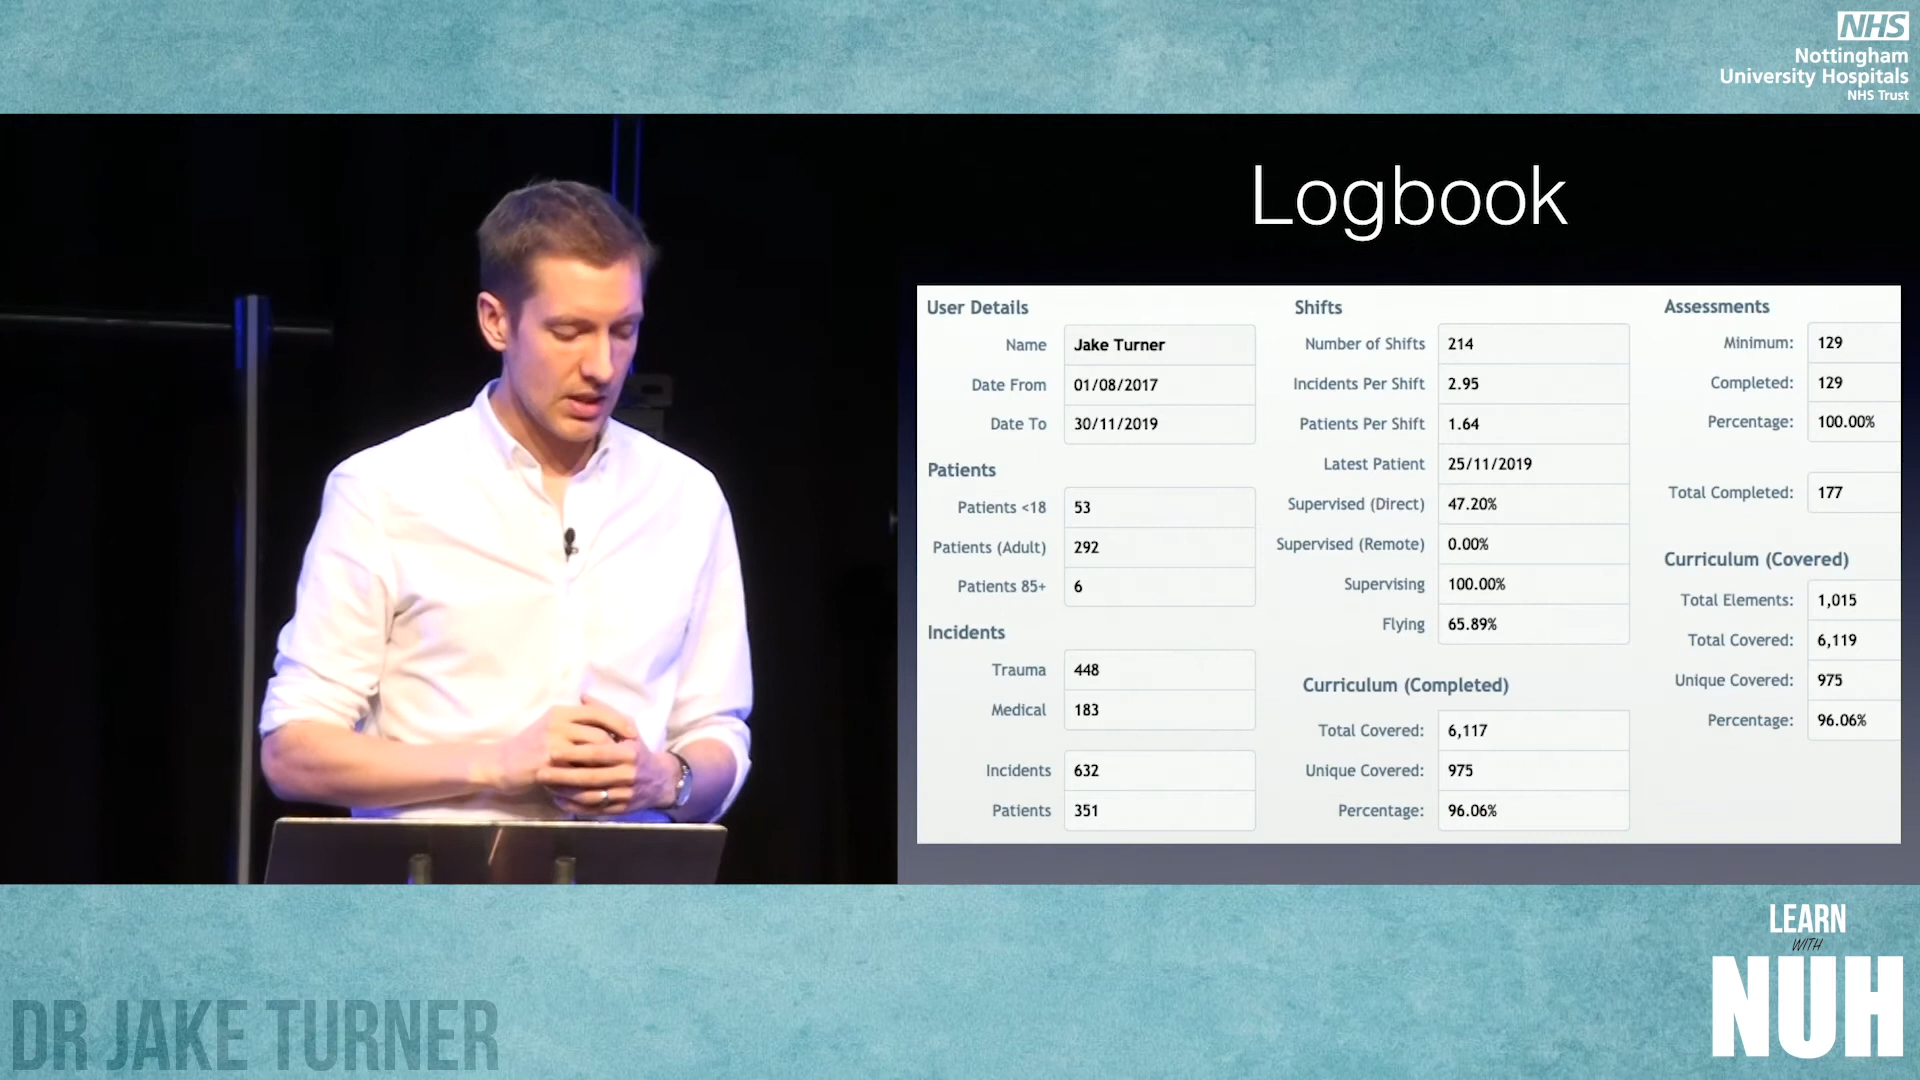 NHS
Nottingham
University Hospitals
NHS Trust
Logbook
User Details
Name Jake Turner
Date From 01/08/2017
Date To 30/11/2019
Patients
Patients <18 53
Patients (Adult) 292
Patients 85+ 6
Incidents
Trauma 448
Medical 183
Incidents 632
Patients 351
Shifts
Number of Shifts 214
Incidents Per Shift 2.95
Patients Per Shift 1.64
Latest Patient 25/11/2019
Supervised (Direct) 47.20%
Supervised (Remote) 0.00%
Supervising 100.00%
Flying 65.89%
Curriculum (Completed)
Total Covered: 6,117
Unique Covered: 975
Percentage: 96.06%
Assessments
Minimum: 129
Completed: 129
Percentage: 100.00%
Total Completed: 177
Curriculum (Covered)
Total Elements: 1,015
Total Covered: 6,119
Unique Covered: 975
Percentage: 96.06%
DR JAKE TURNER
LEARN
WITH
NUH